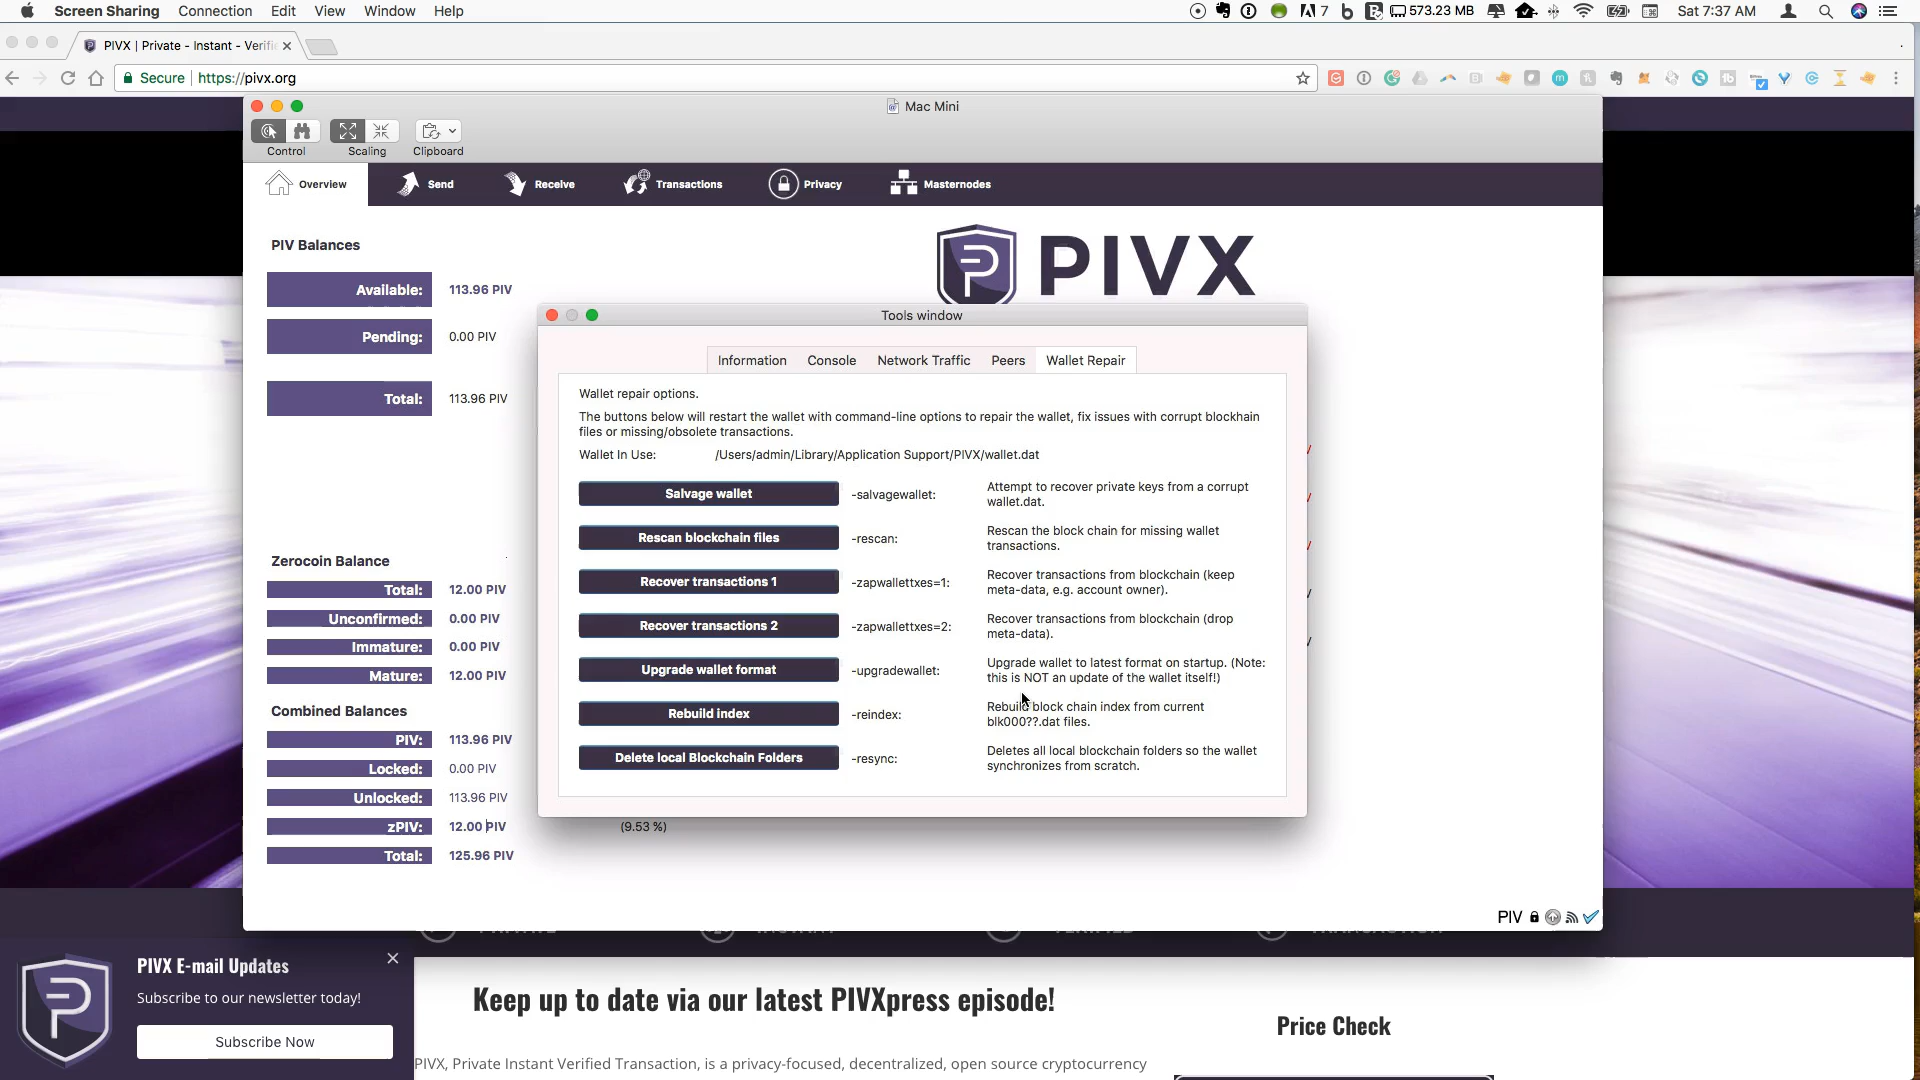 Screen Sharing Connection Edit View Window Help
7 573.23 MB Sat 7:37 AM
PIVX | Private - Instant - Verifi
Secure https://pivx.org
Mac Mini
Control Scaling Clipboard
Overview Send Receive Transactions Privacy Masternodes
PIV Balances
PIVX
Available: 113.96 PIV
Pending: 0.00 PIV
Total: 113.96 PIV
Zerocoin Balance
Total: 12.00 PIV
Unconfirmed: 0.00 PIV
Immature: 0.00 PIV
Mature: 12.00 PIV
Combined Balances
PIV: 113.96 PIV
Locked: 0.00 PIV
Unlocked: 113.96 PIV
zPIV: 12.00 PIV (9.53 %)
Total: 125.96 PIV
Tools window
Information Console Network Traffic Peers Wallet Repair
Wallet repair options.
The buttons below will restart the wallet with command-line options to repair the wallet, fix issues with corrupt blockhain
files or missing/obsolete transactions.
Wallet In Use: /Users/admin/Library/Application Support/PIVX/wallet.dat
Salvage wallet -salvagewallet: Attempt to recover private keys from a corrupt
wallet.dat.
Rescan blockchain files -rescan: Rescan the block chain for missing wallet
transactions.
Recover transactions 1 -zapwallettxes=1: Recover transactions from blockchain (keep
meta-data, e.g. account owner).
Recover transactions 2 -zapwallettxes=2: Recover transactions from blockchain (drop
meta-data).
Upgrade wallet format -upgradewallet: Upgrade wallet to latest format on startup. (Note:
this is NOT an update of the wallet itself!)
Rebuild index -reindex: Rebuild block chain index from current
blk000??.dat files.
Delete local Blockchain Folders -resync: Deletes all local blockchain folders so the wallet
synchronizes from scratch.
PIV
PIVX E-mail Updates
Subscribe to our newsletter today!
Subscribe Now
Keep up to date via our latest PIVXpress episode!
Price Check
PIVX, Private Instant Verified Transaction, is a privacy-focused, decentralized, open source cryptocurrency